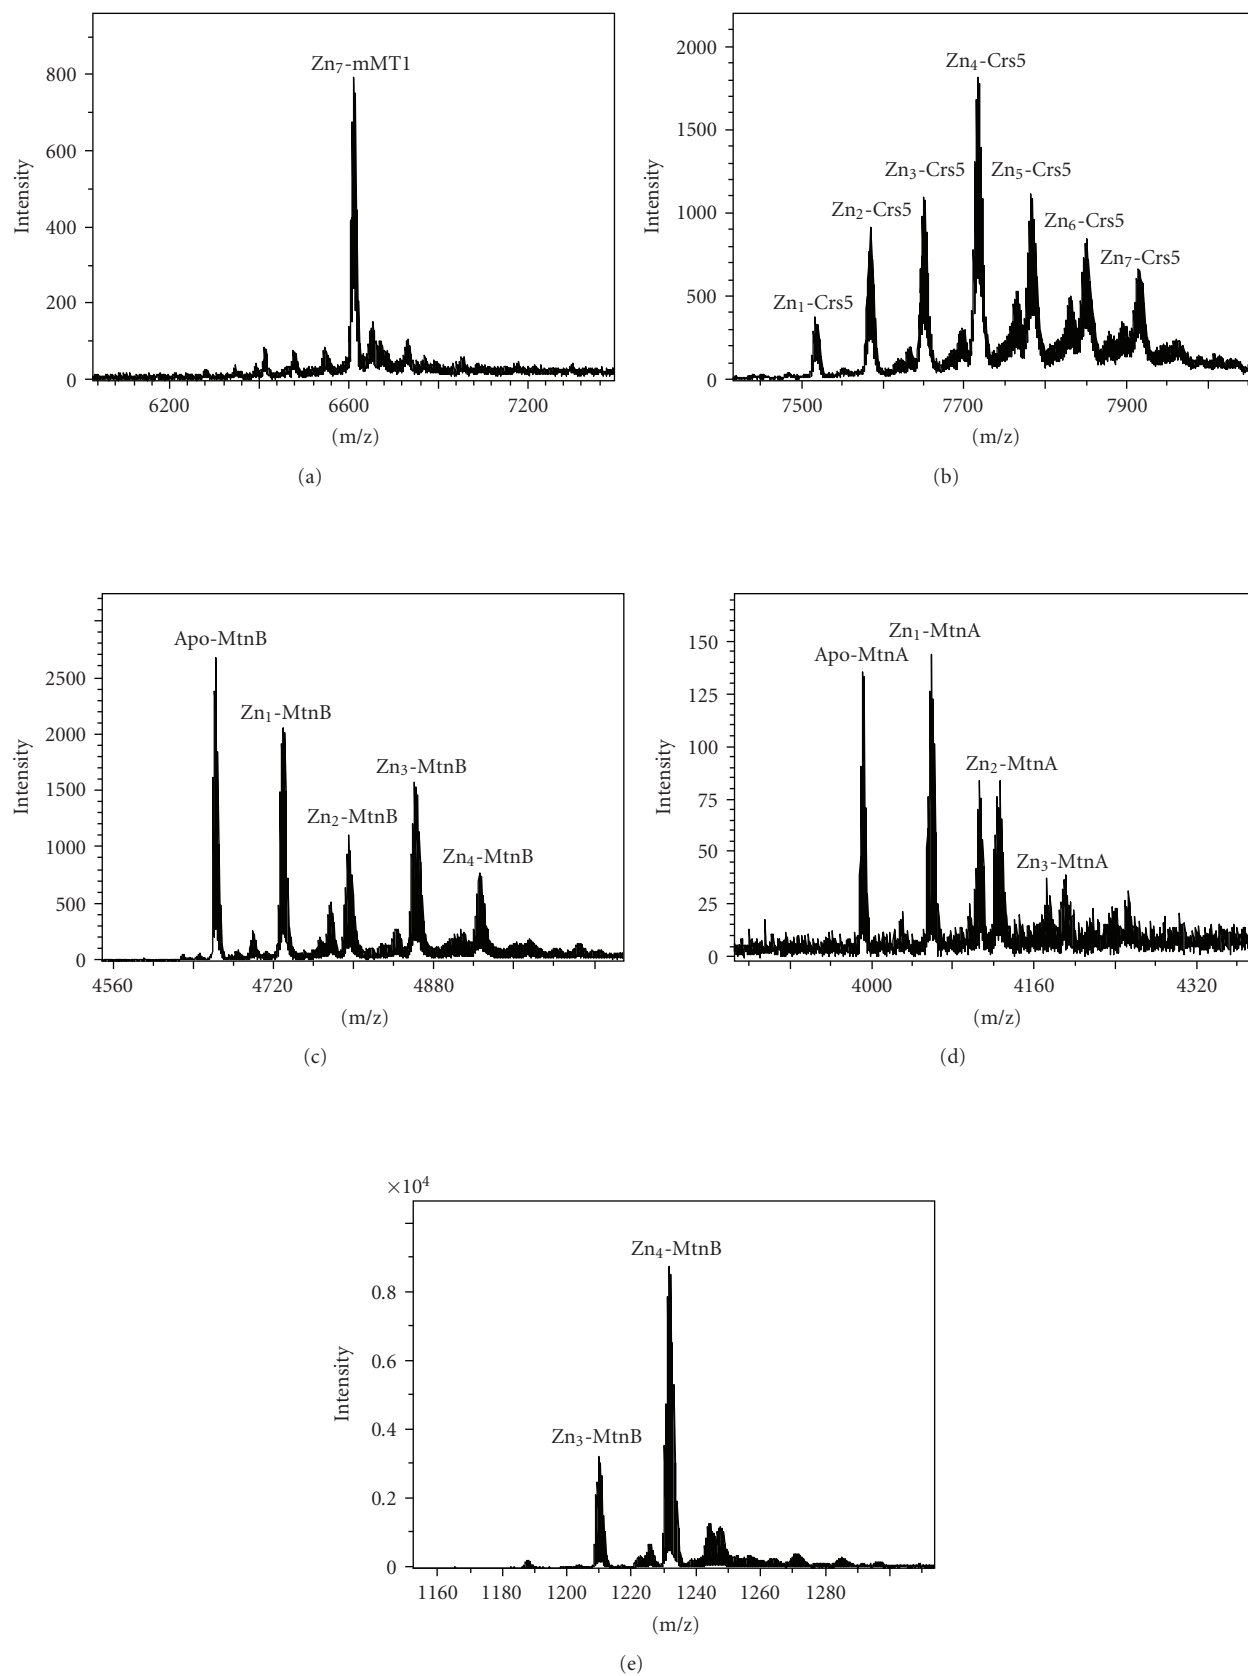 Zn7-mMT1
800
600
400
200
0
Intensity
6200
6600
7200
(m/z)
(a)
2000
1500
1000
500
0
Intensity
Zn4-Crs5
Zn3-Crs5
Zn5-Crs5
Zn2-Crs5
Zn6-Crs5
Zn7-Crs5
Zn1-Crs5
7500
7700
7900
(m/z)
(b)
Apo-MtnB
Zn1-MtnB
Zn3-MtnB
Zn2-MtnB
Zn4-MtnB
2500
2000
1500
1000
500
0
Intensity
4560
4720
4880
(m/z)
(c)
Zn1-MtnA
Apo-MtnA
Zn2-MtnA
Zn3-MtnA
150
125
100
75
50
25
0
Intensity
4000
4160
4320
(m/z)
(d)
×10⁴
Zn4-MtnB
Zn3-MtnB
0.8
0.6
0.4
0.2
0
Intensity
1160 1180 1200 1220 1240 1260 1280
(m/z)
(e)